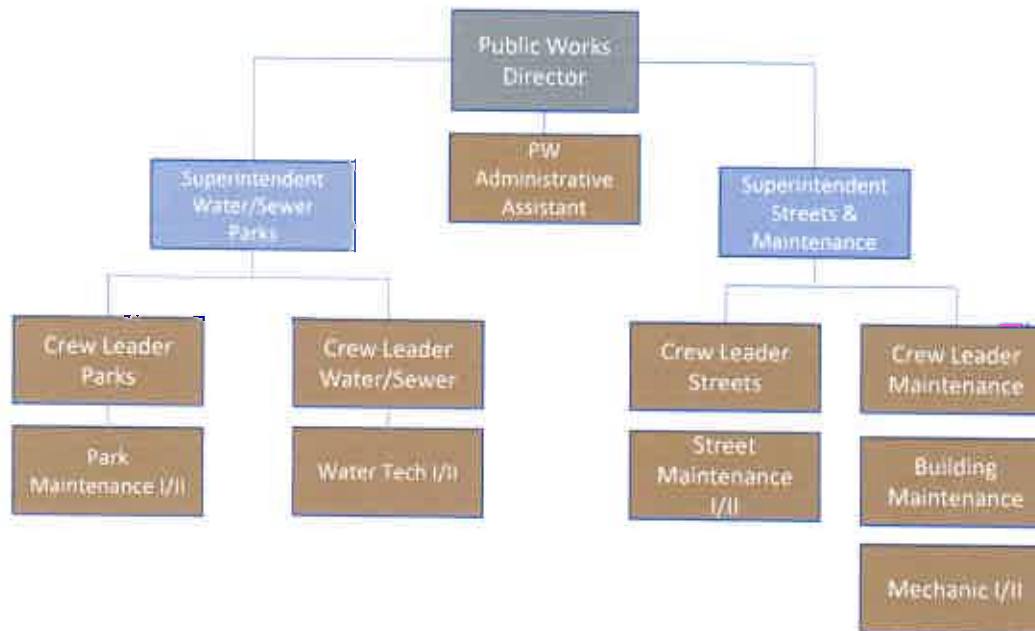 Public Works
Director
PW
Administrative
Assistant
Superintendent
Water/Sewer
Parks
Superintendent
Streets &
Maintenance
Crew Leader
Parks
Crew Leader
Water/Sewer
Crew Leader
Streets
Crew Leader
Maintenance
Park
Maintenance I/II
Water Tech I/II
Street
Maintenance
I/II
Building
Maintenance
Mechanic I/II